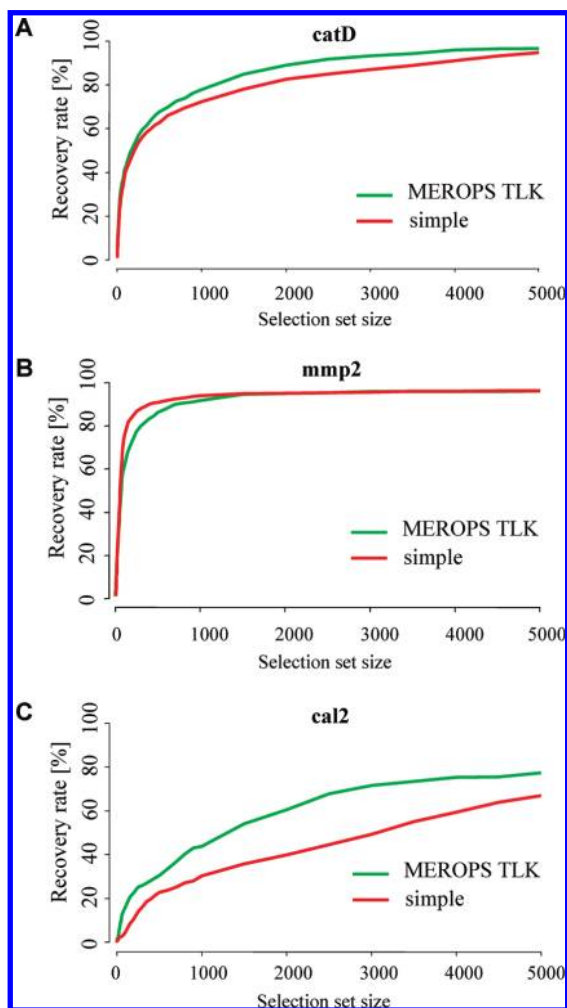 A
catD
Recovery rate [%]
100
80
60
40
20
0
MEROPS TLK
simple
0 1000 2000 3000 4000 5000
Selection set size
B
mmp2
Recovery rate [%]
100
80
60
40
20
0
MEROPS TLK
simple
0 1000 2000 3000 4000 5000
Selection set size
C
cal2
Recovery rate [%]
100
80
60
40
20
0
MEROPS TLK
simple
0 1000 2000 3000 4000 5000
Selection set size